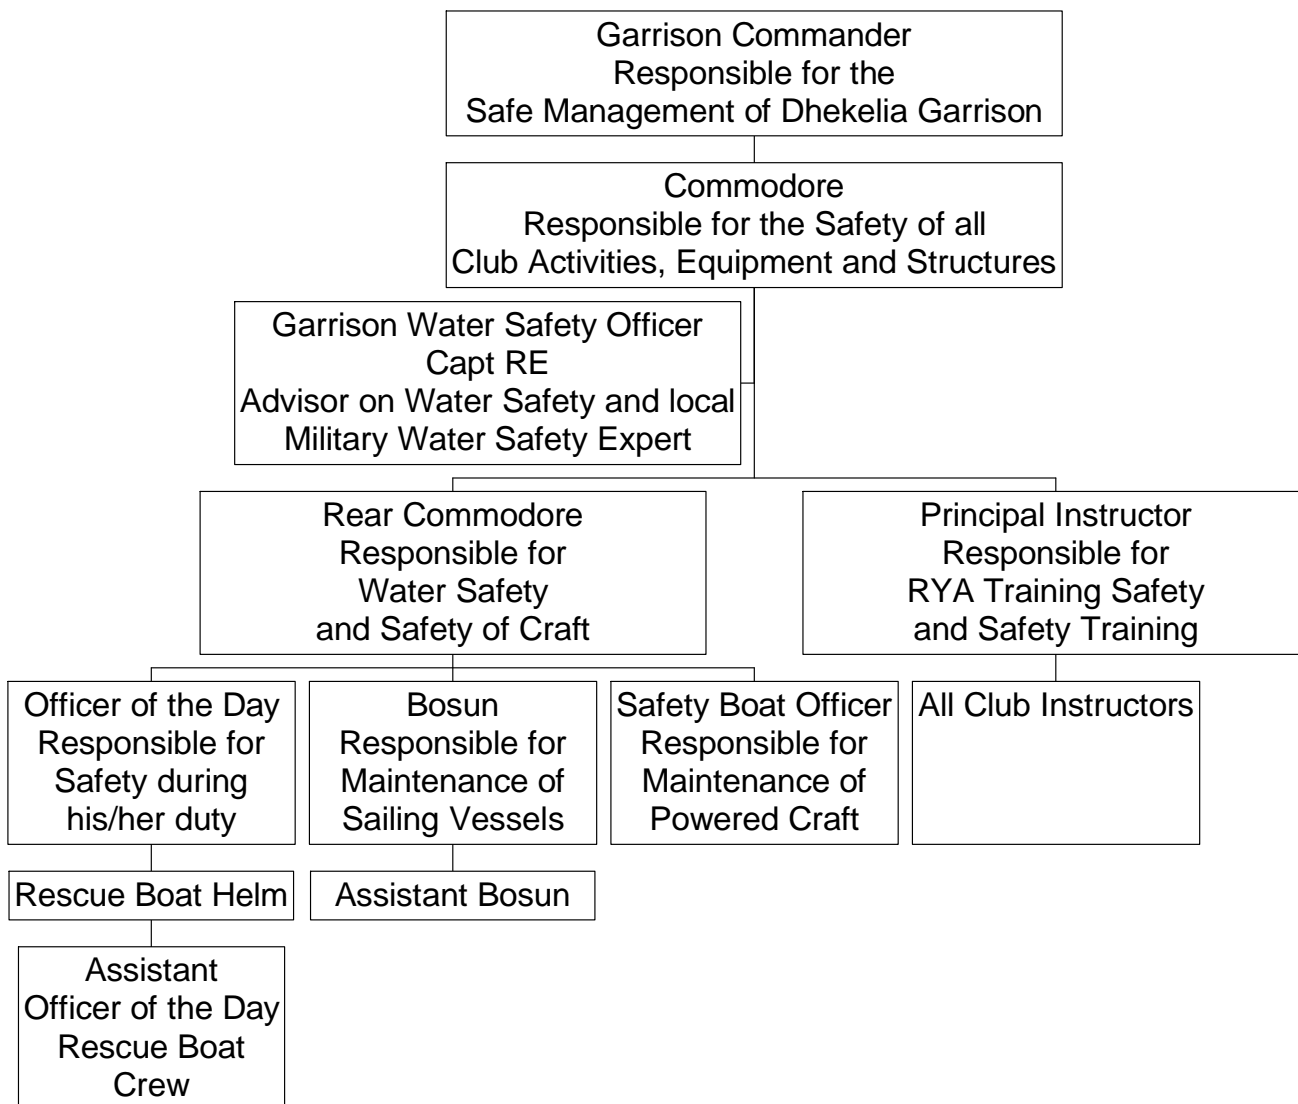 Garrison Commander
Responsible for the
Safe Management of Dhekelia Garrison
Commodore
Responsible for the Safety of all
Club Activities, Equipment and Structures
Garrison Water Safety Officer
Capt RE
Advisor on Water Safety and local
Military Water Safety Expert
Rear Commodore
Responsible for
Water Safety
and Safety of Craft
Principal Instructor
Responsible for
RYA Training Safety
and Safety Training
Officer of the Day
Responsible for
Safety during
his/her duty
Bosun
Responsible for
Maintenance of
Sailing Vessels
Safety Boat Officer
Responsible for
Maintenance of
Powered Craft
All Club Instructors
Rescue Boat Helm
Assistant Bosun
Assistant
Officer of the Day
Rescue Boat
Crew